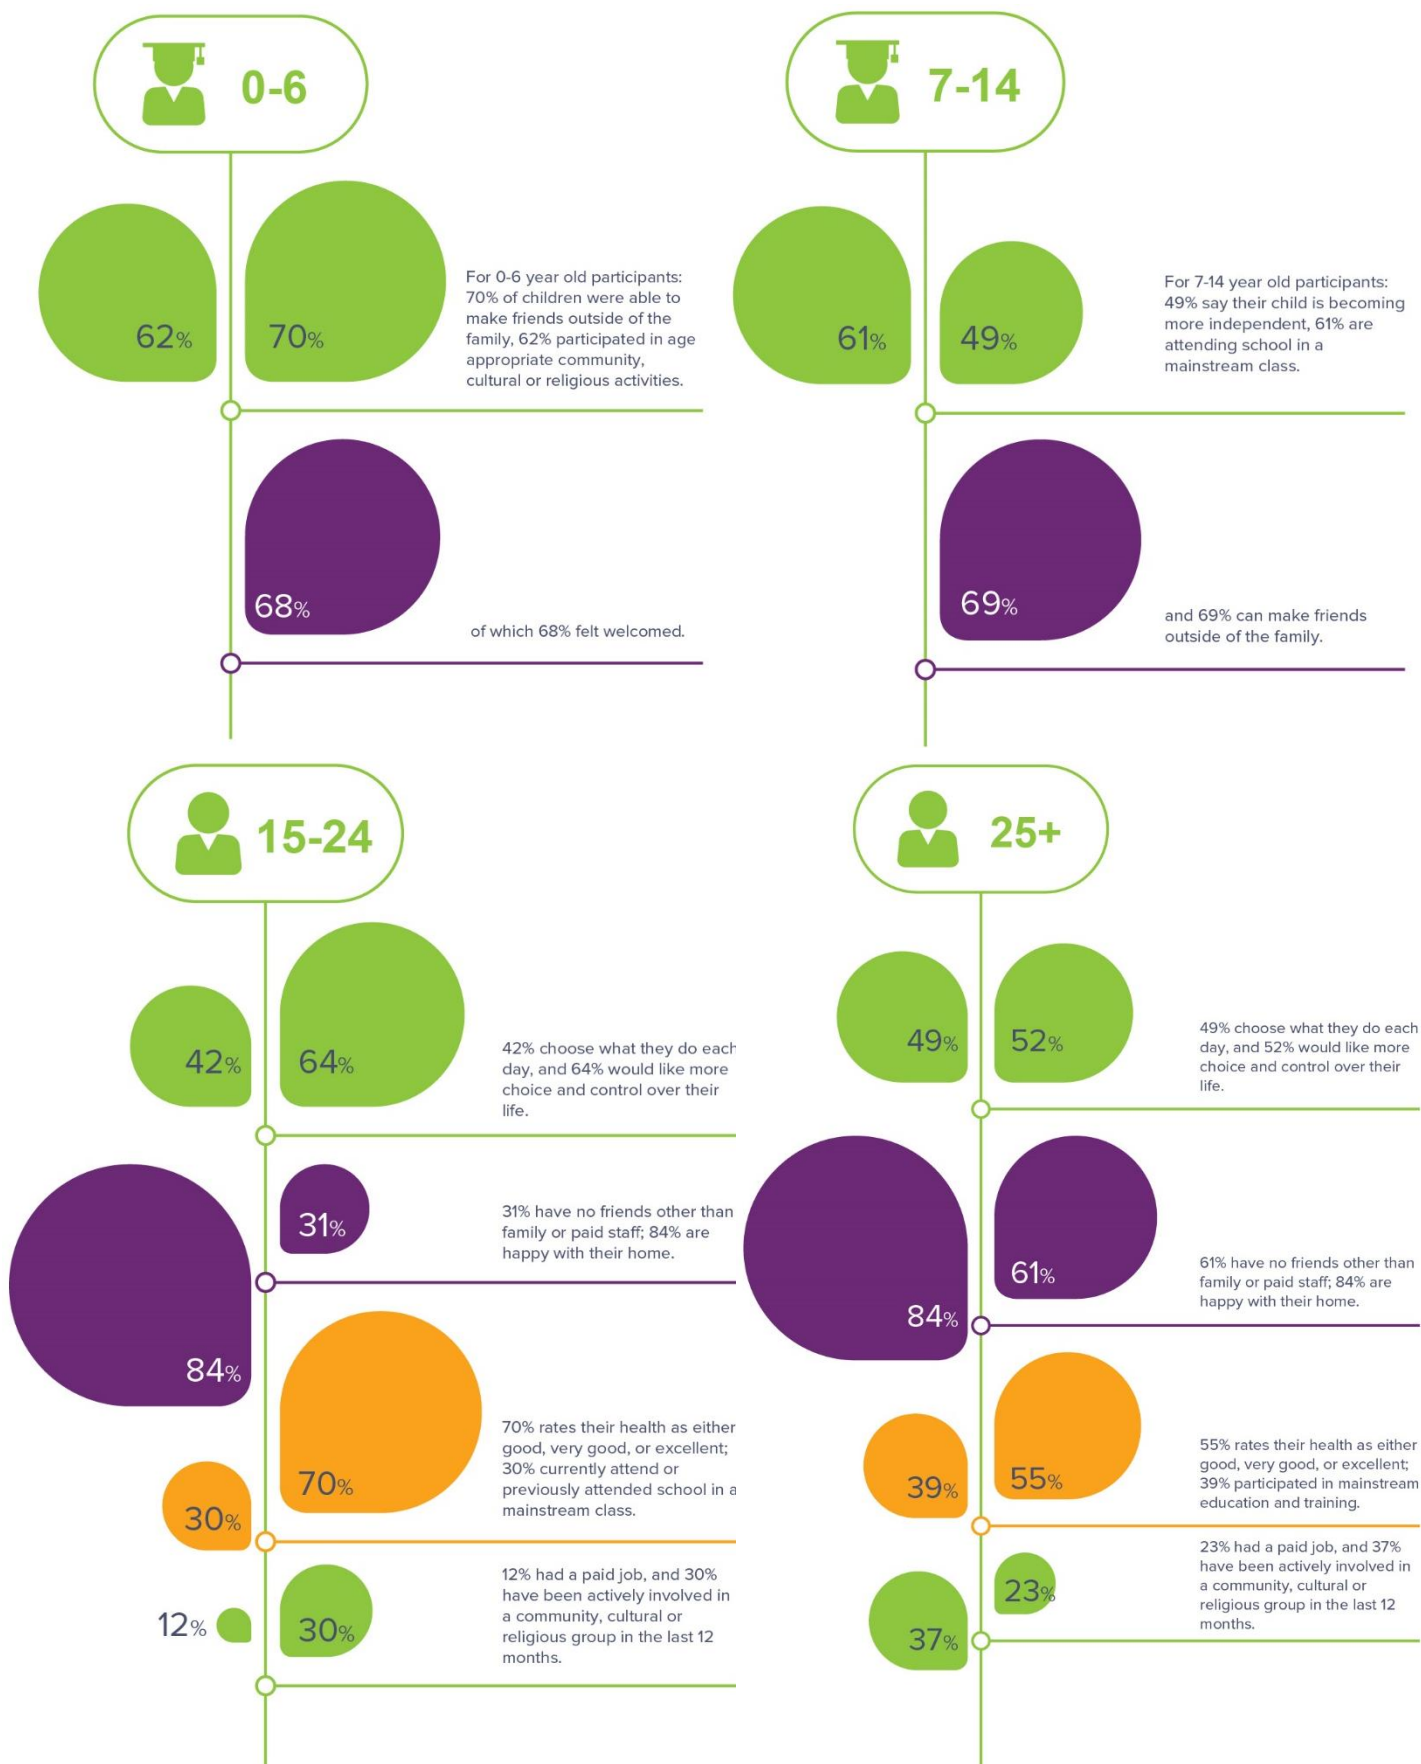 0-6
62%
70%
For 0-6 year old participants:
70% of children were able to
make friends outside of the
family, 62% participated in age
appropriate community,
cultural or religious activities.
68%
of which 68% felt welcomed.
7-14
61%
49%
For 7-14 year old participants:
49% say their child is becoming
more independent, 61% are
attending school in a
mainstream class.
69%
and 69% can make friends
outside of the family.
15-24
42%
64%
42% choose what they do each
day, and 64% would like more
choice and control over their
life.
31%
31% have no friends other than
family or paid staff; 84% are
happy with their home.
84%
70%
70% rates their health as either
good, very good, or excellent;
30% currently attend or
previously attended school in a
mainstream class.
30%
12%
30%
12% had a paid job, and 30%
have been actively involved in
a community, cultural or
religious group in the last 12
months.
25+
49%
52%
49% choose what they do each
day, and 52% would like more
choice and control over their
life.
84%
61%
61% have no friends other than
family or paid staff; 84% are
happy with their home.
39%
55%
55% rates their health as either
good, very good, or excellent;
39% participated in mainstream
education and training.
23%
37%
23% had a paid job, and 37%
have been actively involved in
a community, cultural or
religious group in the last 12
months.